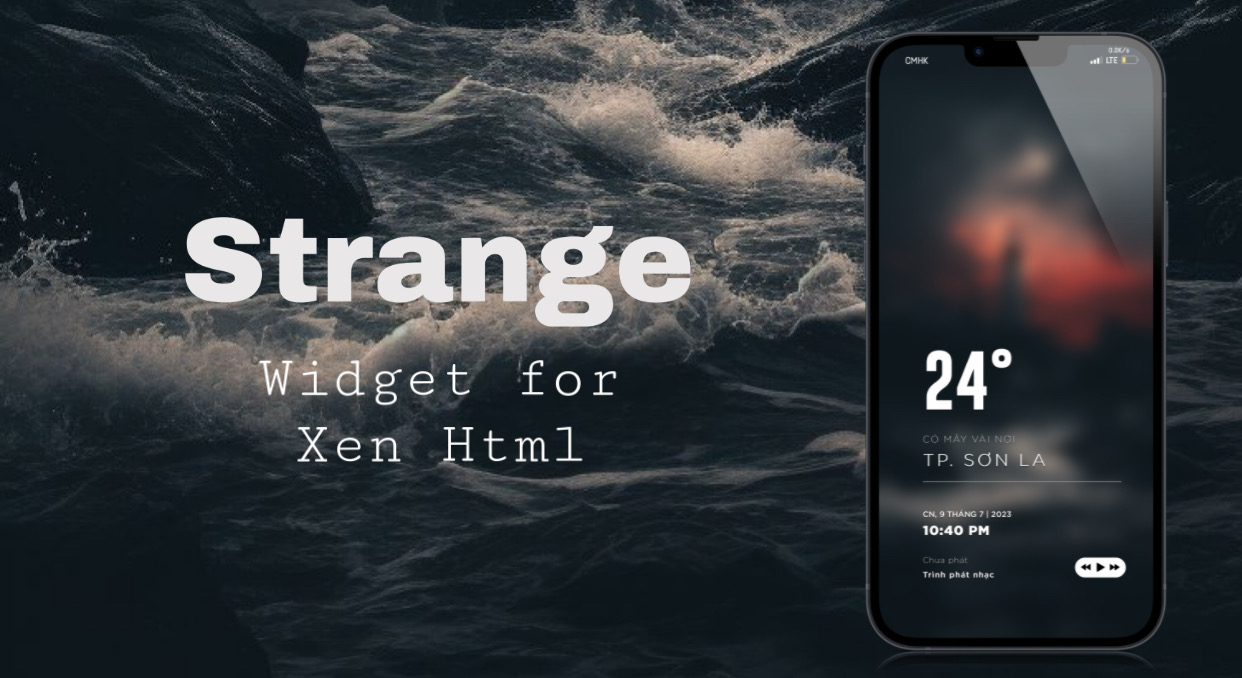 Strange
Widget for
Xen Html
CMHK
0.0K/s
LTE
24°
CÓ MÂY VÀI NƠI
TP. SƠN LA
CN, 9 THÁNG 7 | 2023
10:40 PM
Chưa phát
Trình phát nhạc